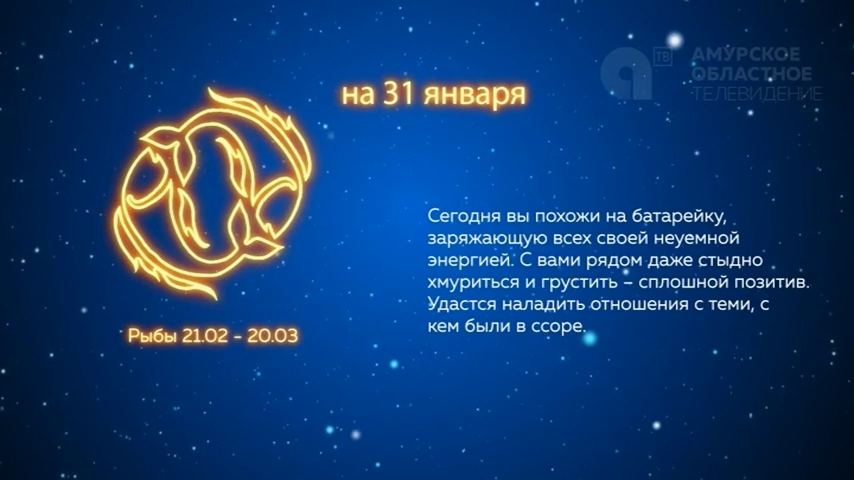 АМУРСКОЕ
ОБЛАСТНОЕ
ТЕЛЕВИДЕНИЕ
ТВ
на 31 января
Сегодня вы похожи на батарейку,
заряжающую всех своей неуемной
энергией. С вами рядом даже стыдно
хмуриться и грустить – сплошной позитив.
Удастся наладить отношения с теми, с
кем были в ссоре.
Рыбы 21.02 - 20.03